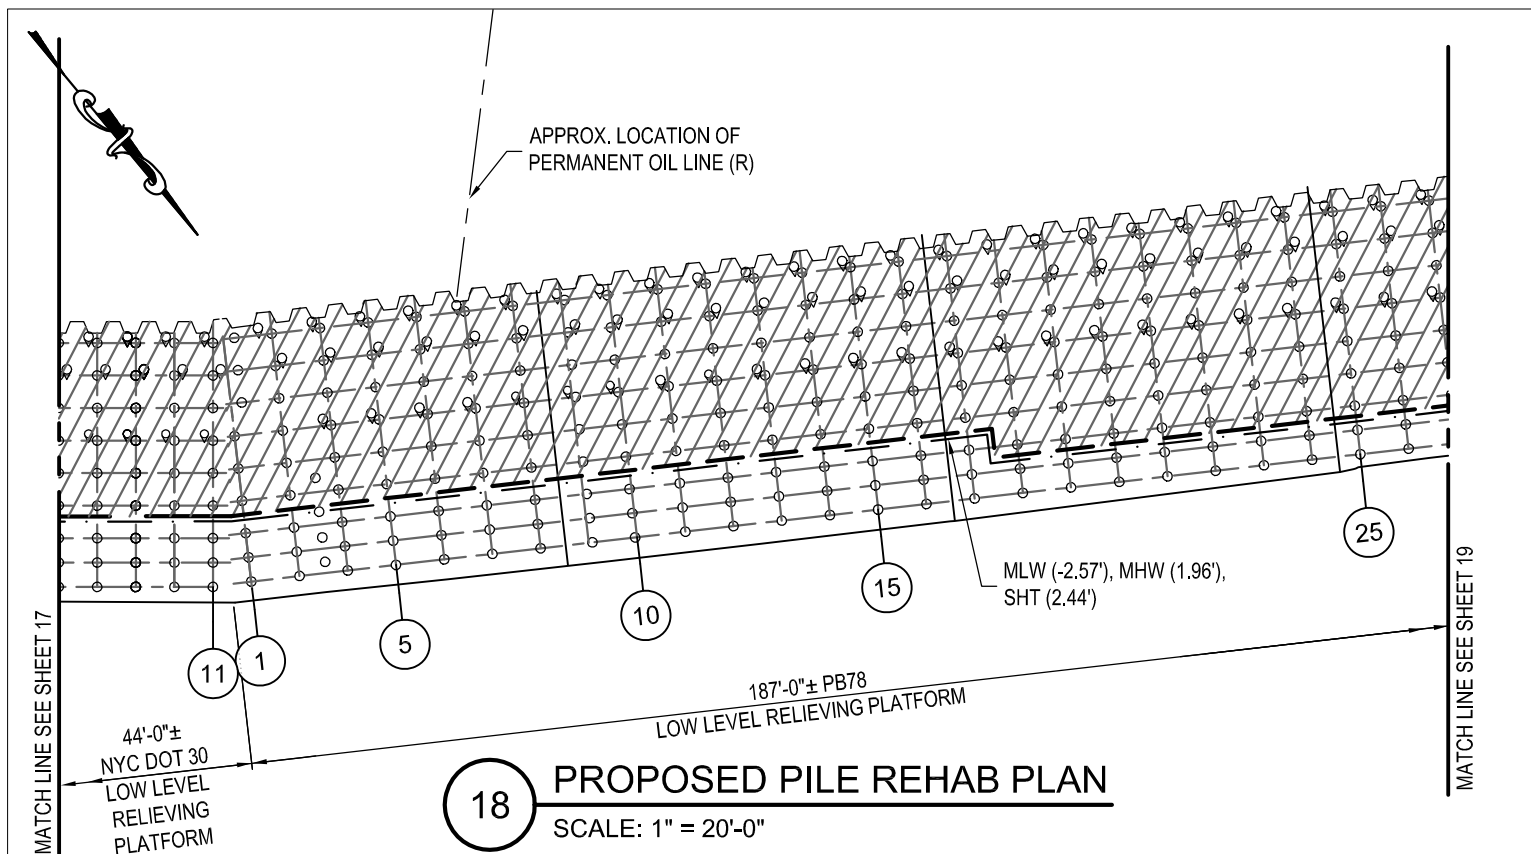 APPROX. LOCATION OF
PERMANENT OIL LINE (R)
MLW (-2.57'), MHW (1.96'),
SHT (2.44')
11
1
5
10
15
25
MATCH LINE SEE SHEET 17
MATCH LINE SEE SHEET 19
44'-0"±
NYC DOT 30
LOW LEVEL
RELIEVING
PLATFORM
187'-0"± PB78
LOW LEVEL RELIEVING PLATFORM
18
PROPOSED PILE REHAB PLAN
SCALE: 1" = 20'-0"